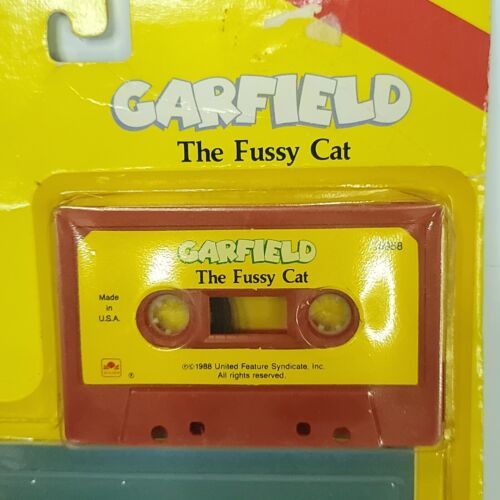 GARFIELD
The Fussy Cat
GARFIELD
The Fussy Cat
Made
in
U.S.A.
℗©1988 United Feature Syndicate, Inc.
All rights reserved.